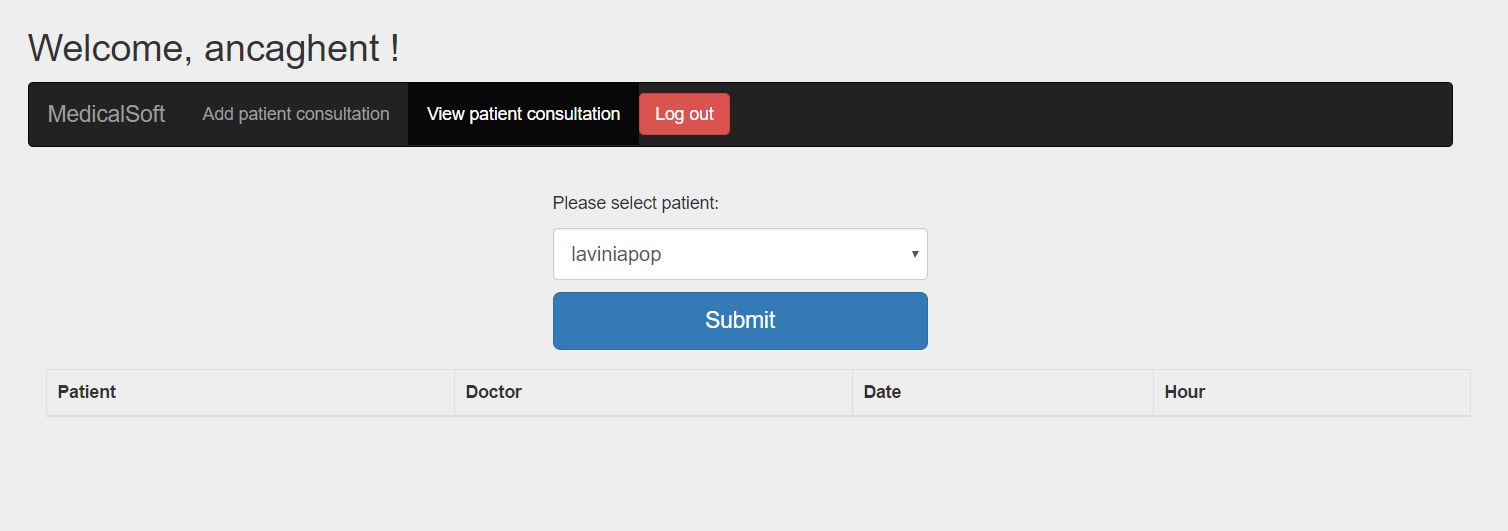 Welcome, ancaghent !
MedicalSoft Add patient consultation View patient consultation Log out
Please select patient:
laviniapop
Submit
Patient Doctor Date Hour